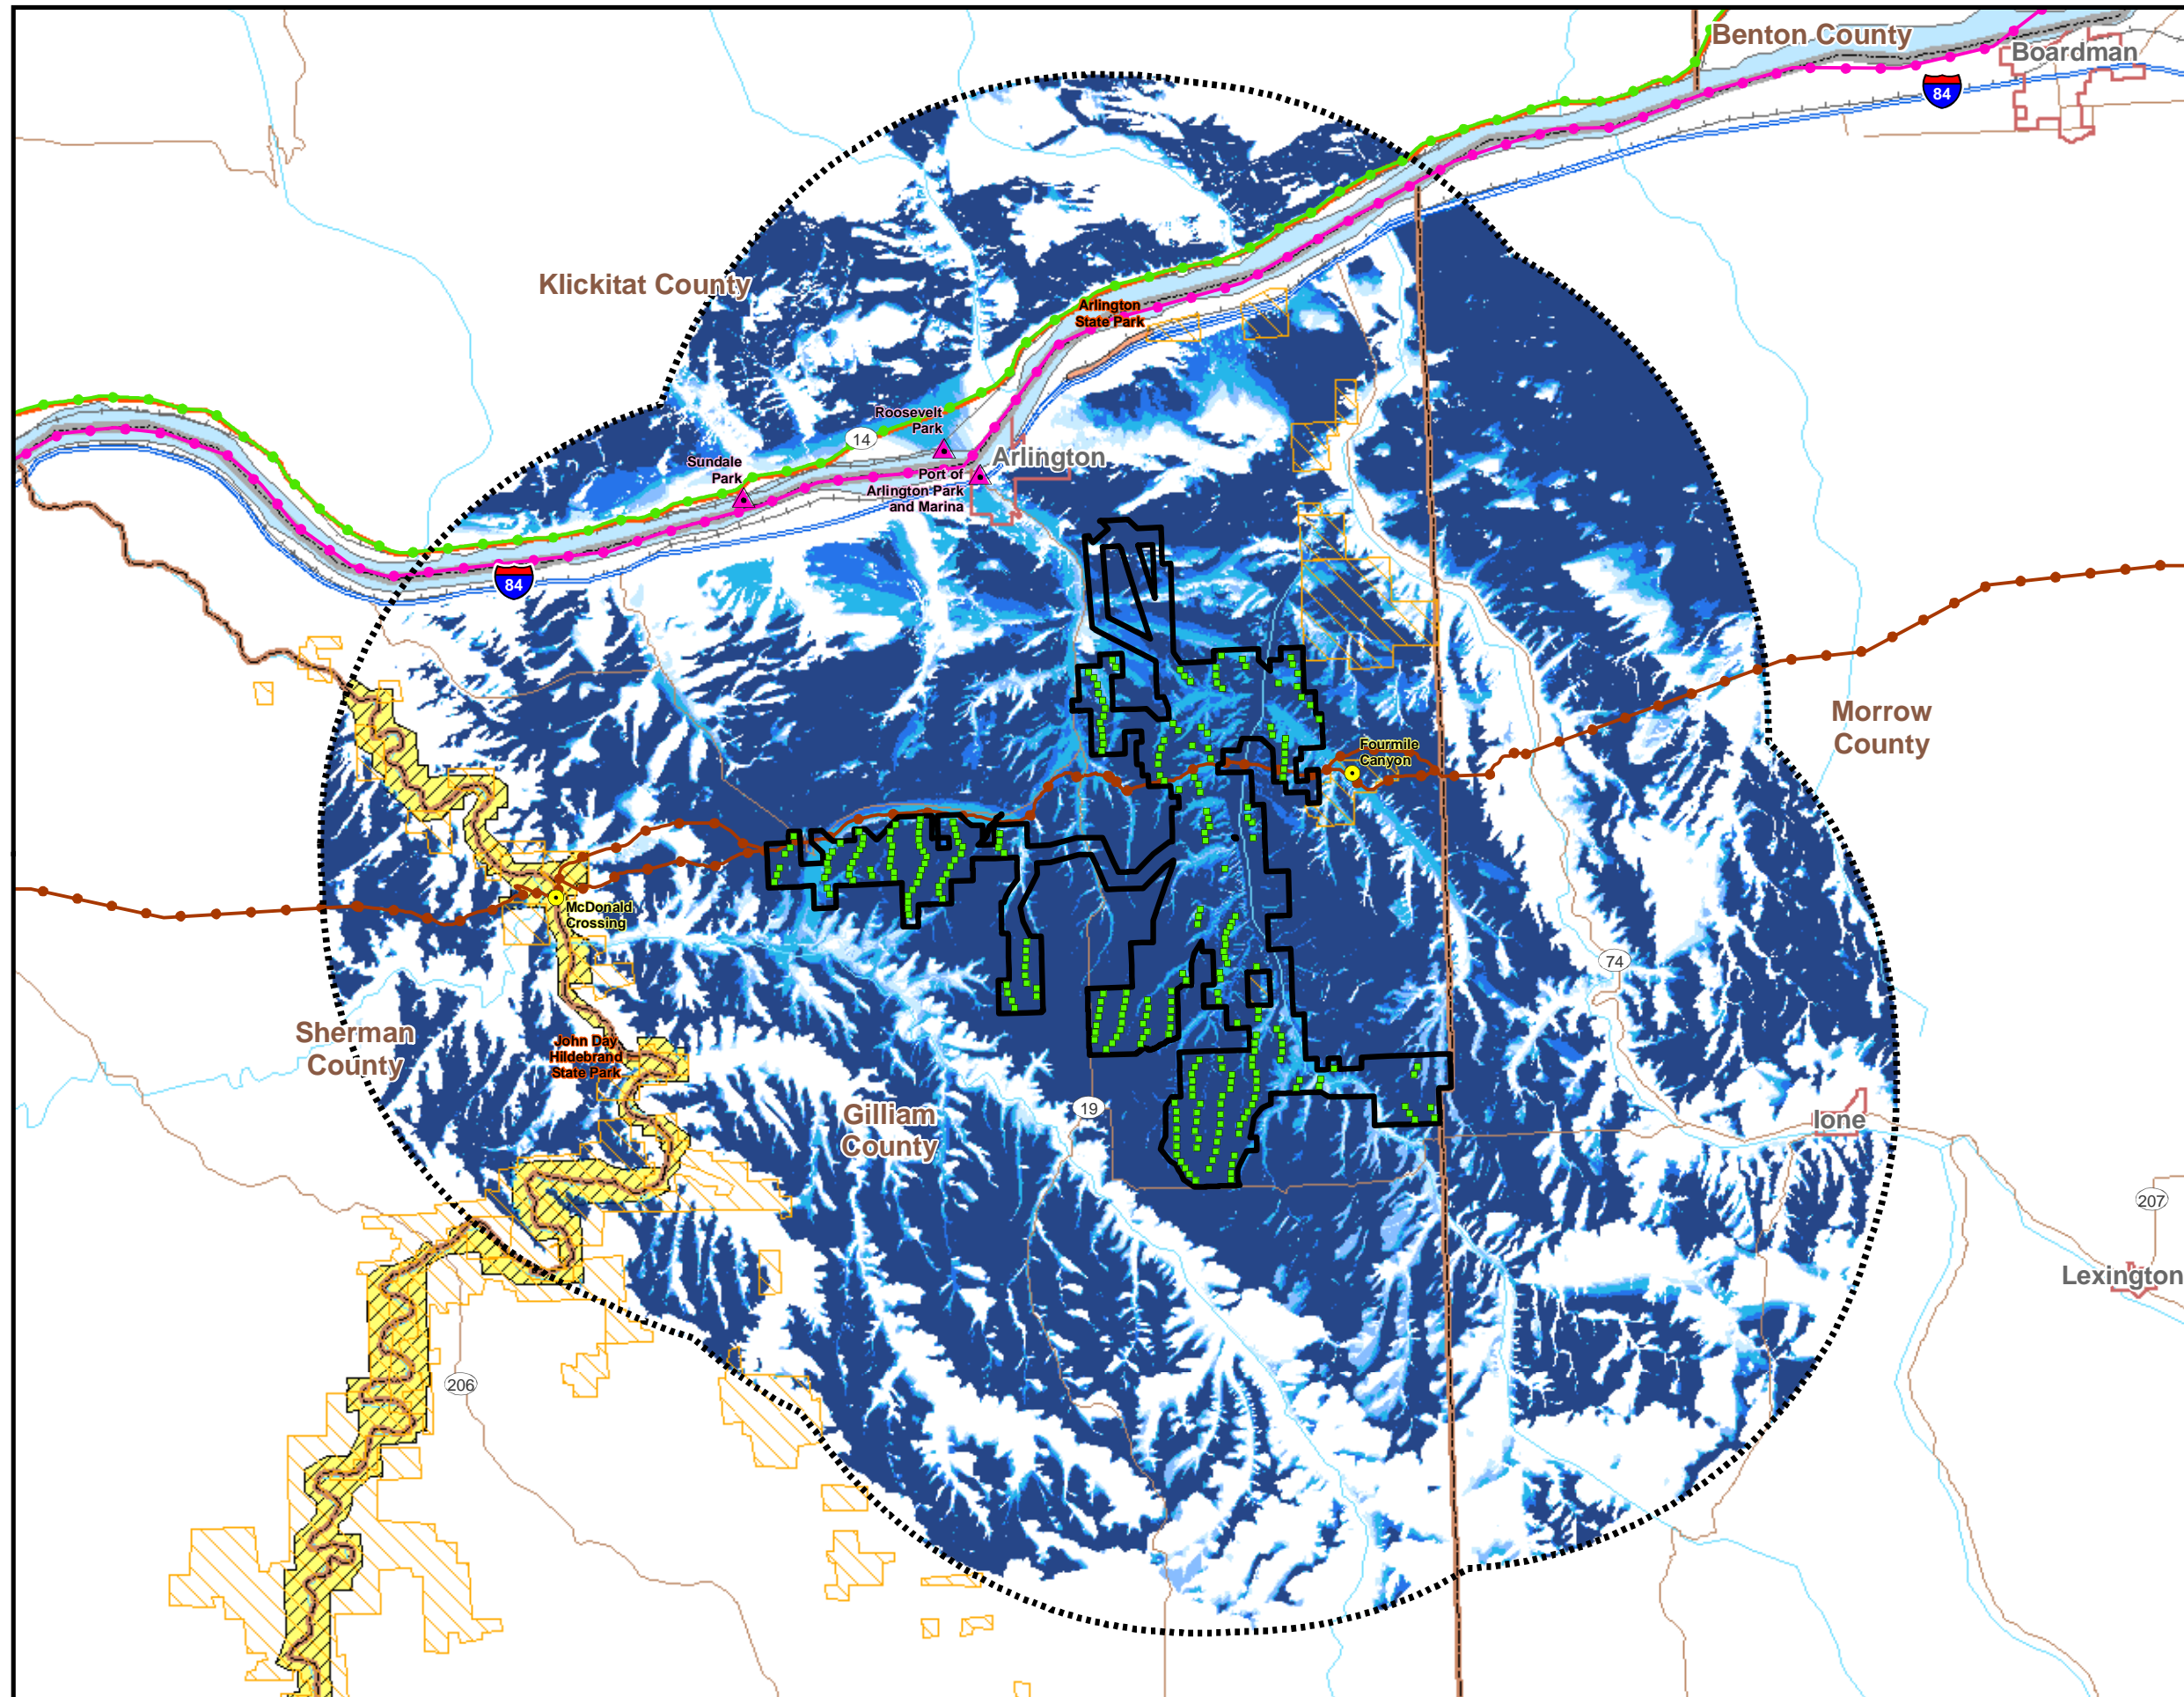 Benton County
Boardman
84
Klickitat County
Arlington
State Park
Roosevelt
Park
14
Arlington
Sundale
Park
Port of
Arlington Park
and Marina
84
Morrow
County
Fourmile
Canyon
McDonald
Crossing
74
Sherman
County
John Day
Hildebrand
State Park
Gilliam
County
19
Ione
207
Lexington
206